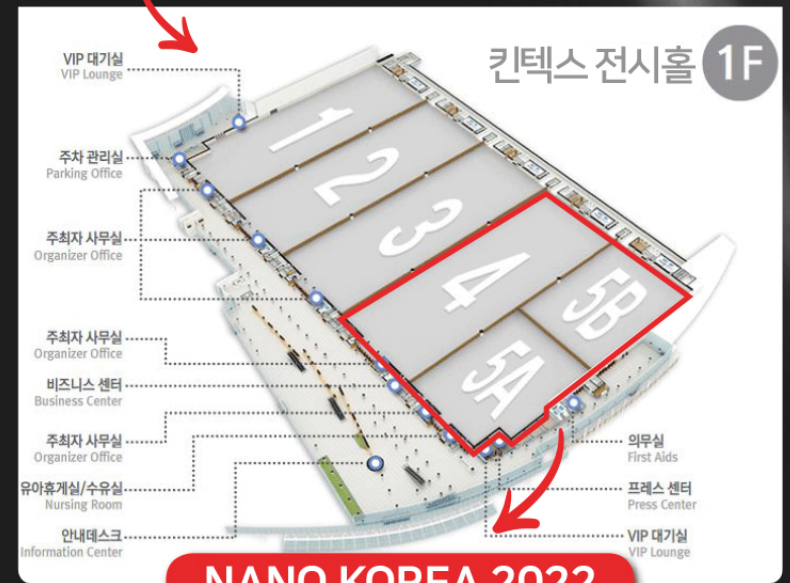 킨텍스 전시홀 1F
VIP 대기실
VIP Lounge
주차 관리실
Parking Office
주최자 사무실
Organizer Office
주최자 사무실
Organizer Office
비즈니스 센터
Business Center
주최자 사무실
Organizer Office
유아휴게실/수유실
Nursing Room
안내데스크
Information Center
1
2
3
4
5A
5B
의무실
First Aids
프레스 센터
Press Center
VIP 대기실
VIP Lounge
NANO KOREA 2022